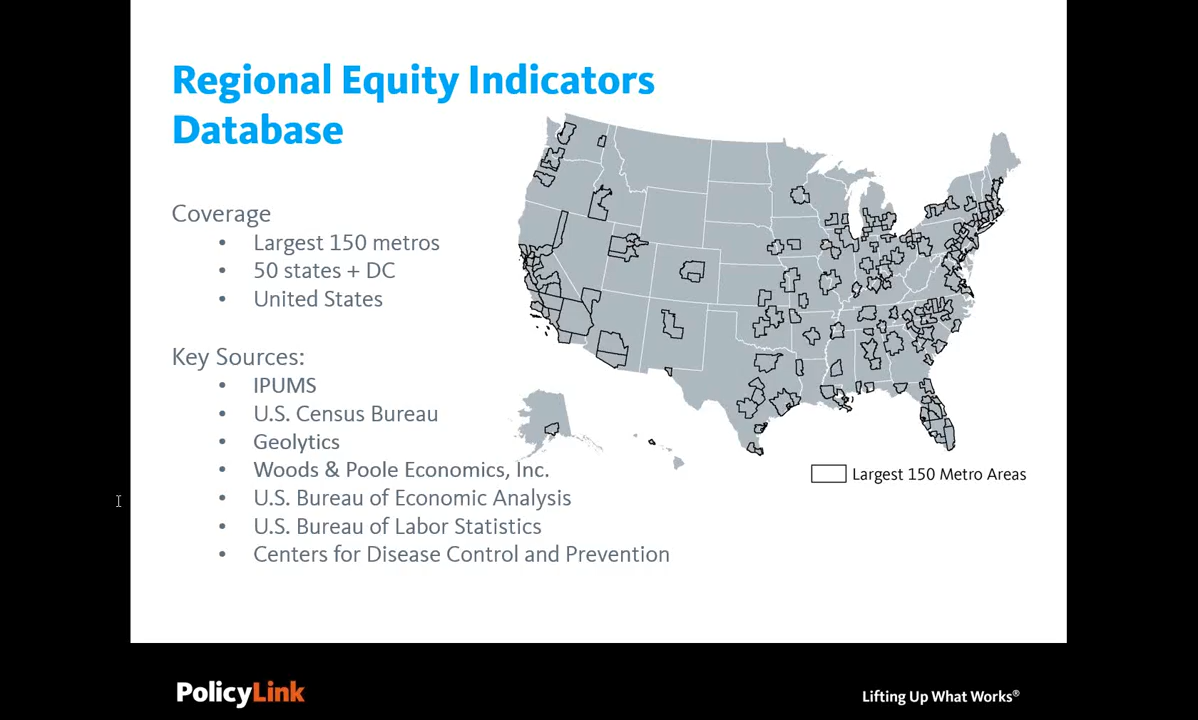 Regional Equity Indicators
Database
Coverage
• Largest 150 metros
• 50 states + DC
• United States
Key Sources:
• IPUMS
• U.S. Census Bureau
• Geolytics
• Woods & Poole Economics, Inc.
• U.S. Bureau of Economic Analysis
• U.S. Bureau of Labor Statistics
• Centers for Disease Control and Prevention
Largest 150 Metro Areas
PolicyLink
Lifting Up What Works®